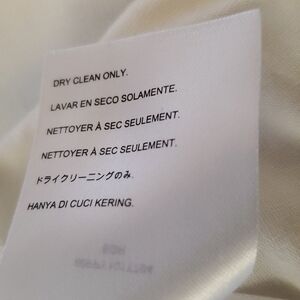 DRY CLEAN ONLY.
LAVAR EN SECO SOLAMENTE.
NETTOYER À SEC SEULEMENT.
NETTOYER À SEC SEULEMENT.
ドライクリーニングのみ.
HANYA DI CUCI KERING.